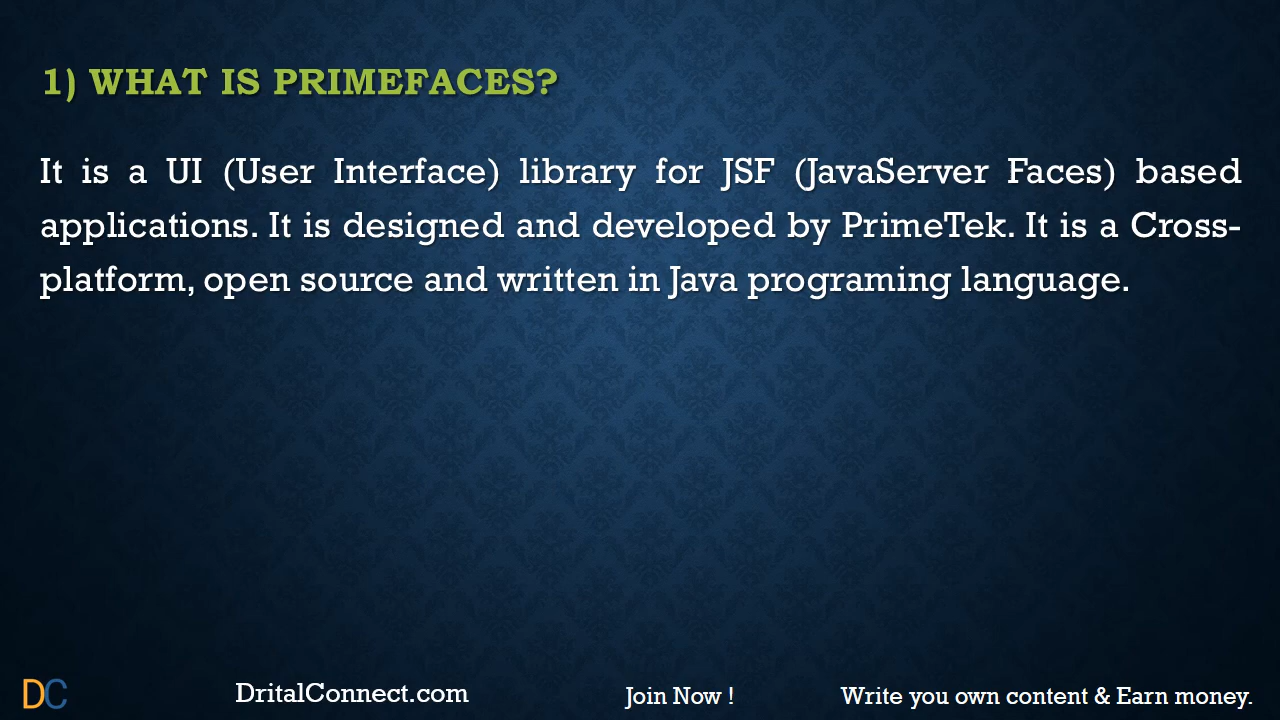 1) WHAT IS PRIMEFACES?
It is a UI (User Interface) library for JSF (JavaServer Faces) based
applications. It is designed and developed by PrimeTek. It is a Cross-
platform, open source and written in Java programing language.
DC DritalConnect.com Join Now ! Write you own content & Earn money.